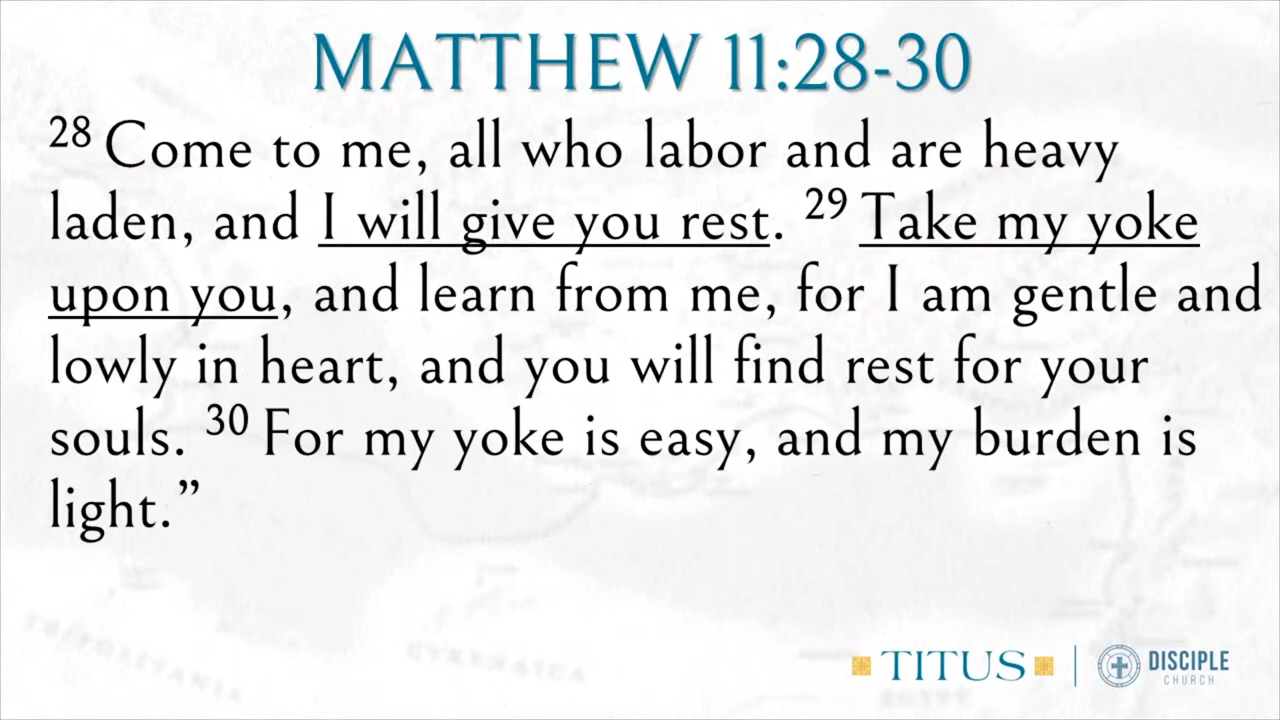 MATTHEW 11:28-30
28 Come to me, all who labor and are heavy
laden, and I will give you rest. 29 Take my yoke
upon you, and learn from me, for I am gentle and
lowly in heart, and you will find rest for your
souls. 30 For my yoke is easy, and my burden is
light.”
TRIPOLITANIA
CYRENAICA
EGYPT
TITUS
DISCIPLE
CHURCH